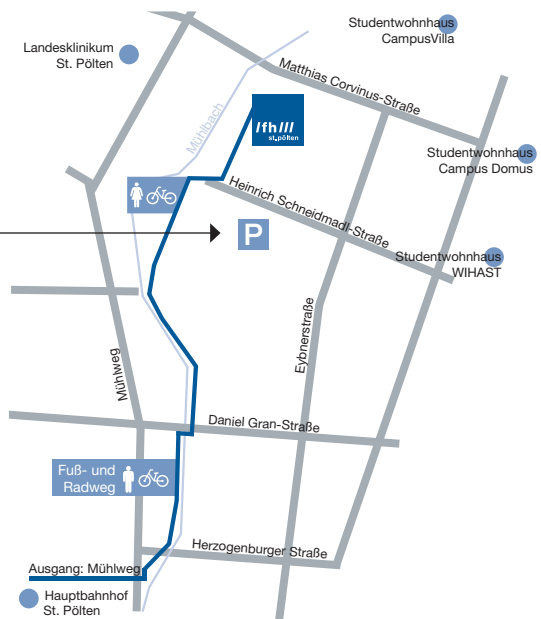 Studentwohnhaus
CampusVilla
Landesklinikum
St. Pölten
Matthias Corvinus-Straße
Mühlbach
/fh///
st.pölten
Studentwohnhaus
Campus Domus
Heinrich Schneidmadl-Straße
P
Studentwohnhaus
WIHAST
Eybnerstraße
Mühlweg
Daniel Gran-Straße
Fuß- und
Radweg
Herzogenburger Straße
Ausgang: Mühlweg
Hauptbahnhof
St. Pölten